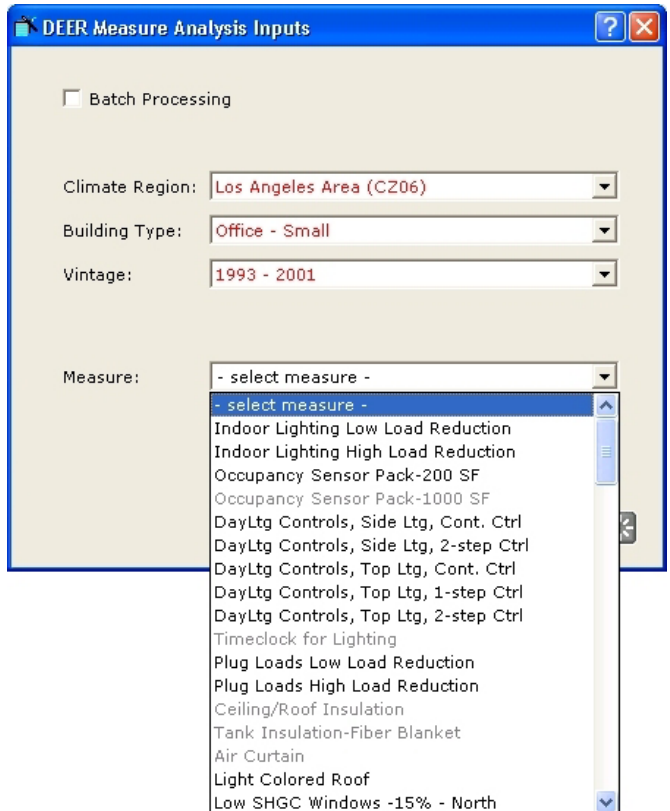 DEER Measure Analysis Inputs
Batch Processing
Climate Region: Los Angeles Area (CZ06)
Building Type: Office - Small
Vintage: 1993 - 2001
Measure: - select measure -
- select measure -
Indoor Lighting Low Load Reduction
Indoor Lighting High Load Reduction
Occupancy Sensor Pack-200 SF
Occupancy Sensor Pack-1000 SF
DayLtg Controls, Side Ltg, Cont. Ctrl
DayLtg Controls, Side Ltg, 2-step Ctrl
DayLtg Controls, Top Ltg, Cont. Ctrl
DayLtg Controls, Top Ltg, 1-step Ctrl
DayLtg Controls, Top Ltg, 2-step Ctrl
Timeclock for Lighting
Plug Loads Low Load Reduction
Plug Loads High Load Reduction
Ceiling/Roof Insulation
Tank Insulation-Fiber Blanket
Air Curtain
Light Colored Roof
Low SHGC Windows -15% - North